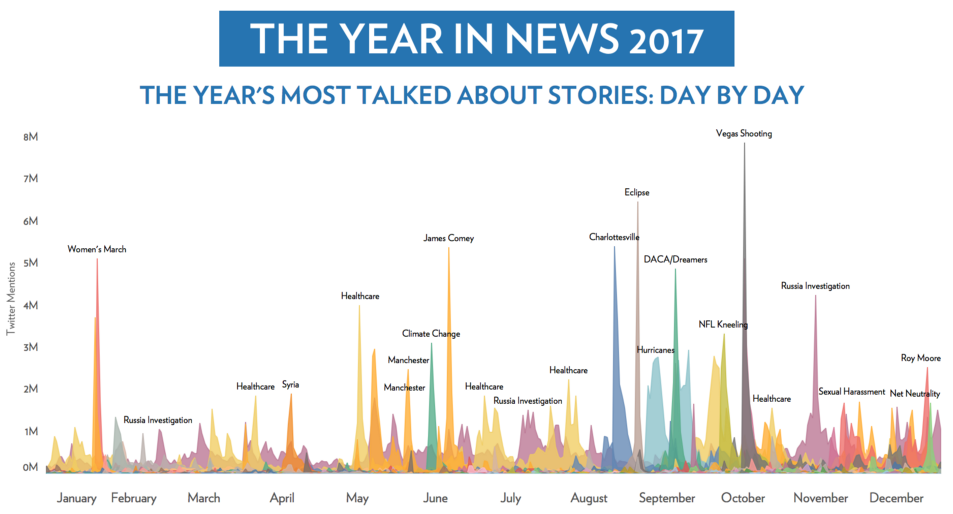 THE YEAR IN NEWS 2017
THE YEAR'S MOST TALKED ABOUT STORIES: DAY BY DAY
Vegas Shooting
8M
7M
Eclipse
6M
James Comey
Charlottesville
Women's March
DACA/Dreamers
5M
Russia Investigation
Healthcare
4M
NFL Kneeling
Climate Change
3M
Hurricanes
Manchester
Roy Moore
Healthcare
Healthcare
Syria
Manchester
Healthcare
2M
Sexual Harassment
Net Neutrality
Russia Investigation
Healthcare
Russia Investigation
1M
0M
Twitter Mentions
January February March April May June July August September October November December